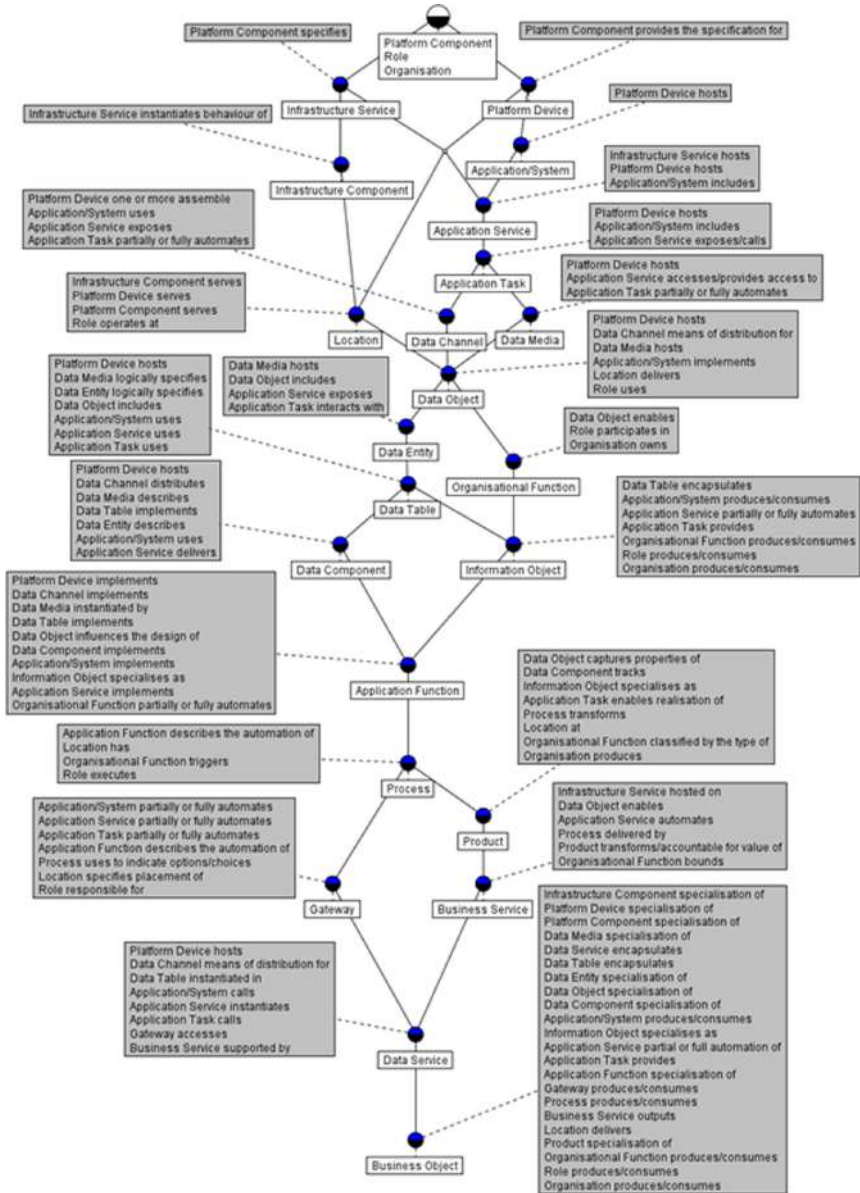 Platform Component specifies
Platform Component
Role
Organisation
Platform Component provides the specification for
Infrastructure Service
Platform Device
Platform Device hosts
Infrastructure Service instantiates behaviour of
Infrastructure Component
Application/System
Infrastructure Service hosts
Platform Device hosts
Application/System includes
Platform Device one or more assemble
Application/System uses
Application Service exposes
Application Task partially or fully automates
Application Service
Platform Device hosts
Application/System includes
Application Service exposes/calls
Application Task
Platform Device hosts
Application Service accesses/provides access to
Application Task partially or fully automates
Infrastructure Component serves
Platform Device serves
Platform Component serves
Role operates at
Location
Data Channel
Data Media
Platform Device hosts
Data Channel means of distribution for
Data Media hosts
Application/System implements
Location delivers
Role uses
Platform Device hosts
Data Media logically specifies
Data Entity logically specifies
Data Object includes
Application/System uses
Application Service uses
Application Task uses
Data Media hosts
Data Object includes
Application Service exposes
Application Task interacts with
Data Object
Data Object enables
Role participates in
Organisation owns
Data Entity
Organisational Function
Platform Device hosts
Data Channel distributes
Data Media describes
Data Table implements
Data Entity describes
Application/System uses
Application Service delivers
Data Table
Data Table encapsulates
Application/System produces/consumes
Application Service partially or fully automates
Application Task provides
Organisational Function produces/consumes
Role produces/consumes
Organisation produces/consumes
Data Component
Information Object
Platform Device implements
Data Channel implements
Data Media instantiated by
Data Table implements
Data Object influences the design of
Data Component implements
Application/System implements
Information Object specialises as
Application Service implements
Organisational Function partially or fully automates
Application Function
Data Object captures properties of
Data Component tracks
Information Object specialises as
Application Task enables realisation of
Process transforms
Location at
Organisational Function classified by the type of
Organisation produces
Application Function describes the automation of
Location has
Organisational Function triggers
Role executes
Process
Product
Infrastructure Service hosted on
Data Object enables
Application Service automates
Process delivered by
Product transforms/accountable for value of
Organisational Function bounds
Application/System partially or fully automates
Application Service partially or fully automates
Application Task partially or fully automates
Application Function describes the automation of
Process uses to indicate options/choices
Location specifies placement of
Role responsible for
Gateway
Business Service
Infrastructure Component specialisation of
Platform Device specialisation of
Platform Component specialisation of
Data Media specialisation of
Data Service encapsulates
Data Table encapsulates
Data Entity specialisation of
Data Object specialisation of
Data Component specialisation of
Application/System produces/consumes
Information Object specialises as
Application Service partial or full automation of
Application Task provides
Application Function specialisation of
Gateway produces/consumes
Process produces/consumes
Business Service outputs
Location delivers
Product specialisation of
Organisational Function produces/consumes
Role produces/consumes
Organisation produces/consumes
Platform Device hosts
Data Channel means of distribution for
Data Table instantiated in
Application/System calls
Application Service instantiates
Application Task calls
Gateway accesses
Business Service supported by
Data Service
Business Object